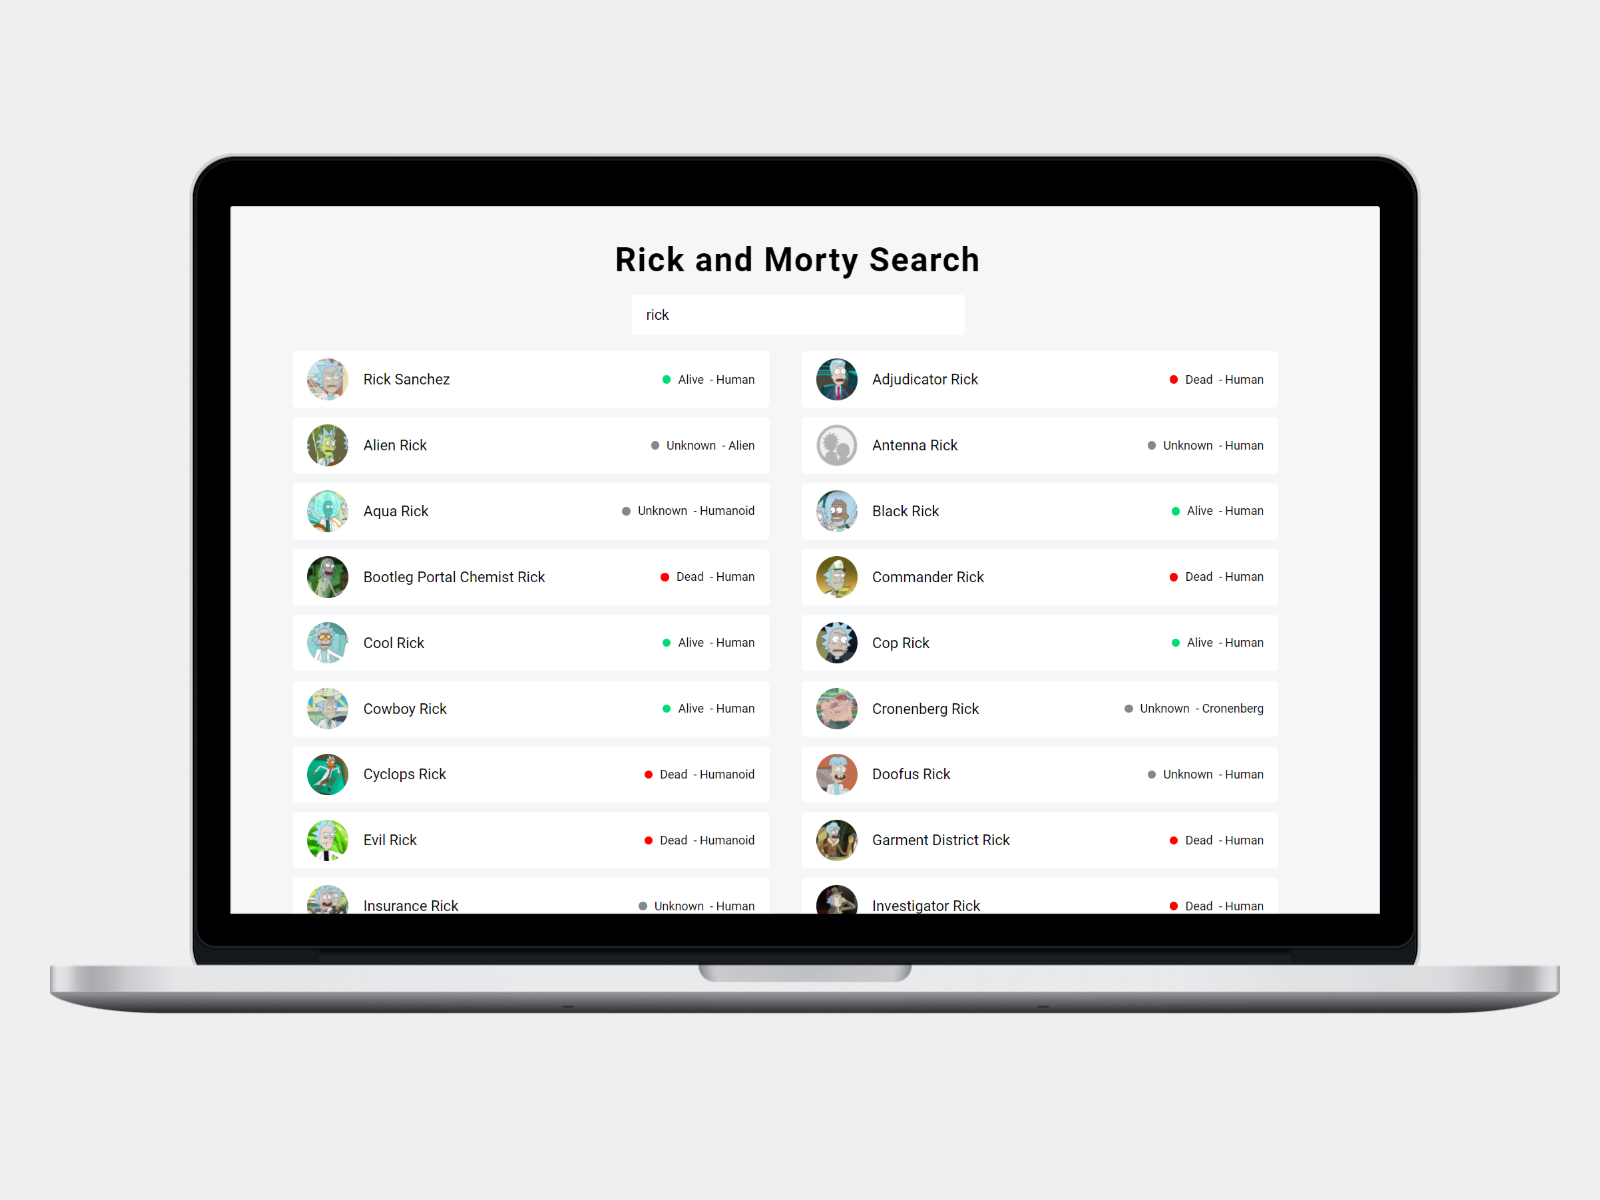 Rick and Morty Search
rick
Rick Sanchez Alive - Human
Adjudicator Rick Dead - Human
Alien Rick Unknown - Alien
Antenna Rick Unknown - Human
Aqua Rick Unknown - Humanoid
Black Rick Alive - Human
Bootleg Portal Chemist Rick Dead - Human
Commander Rick Dead - Human
Cool Rick Alive - Human
Cop Rick Alive - Human
Cowboy Rick Alive - Human
Cronenberg Rick Unknown - Cronenberg
Cyclops Rick Dead - Humanoid
Doofus Rick Unknown - Human
Evil Rick Dead - Humanoid
Garment District Rick Dead - Human
Insurance Rick Unknown - Human
Investigator Rick Dead - Human